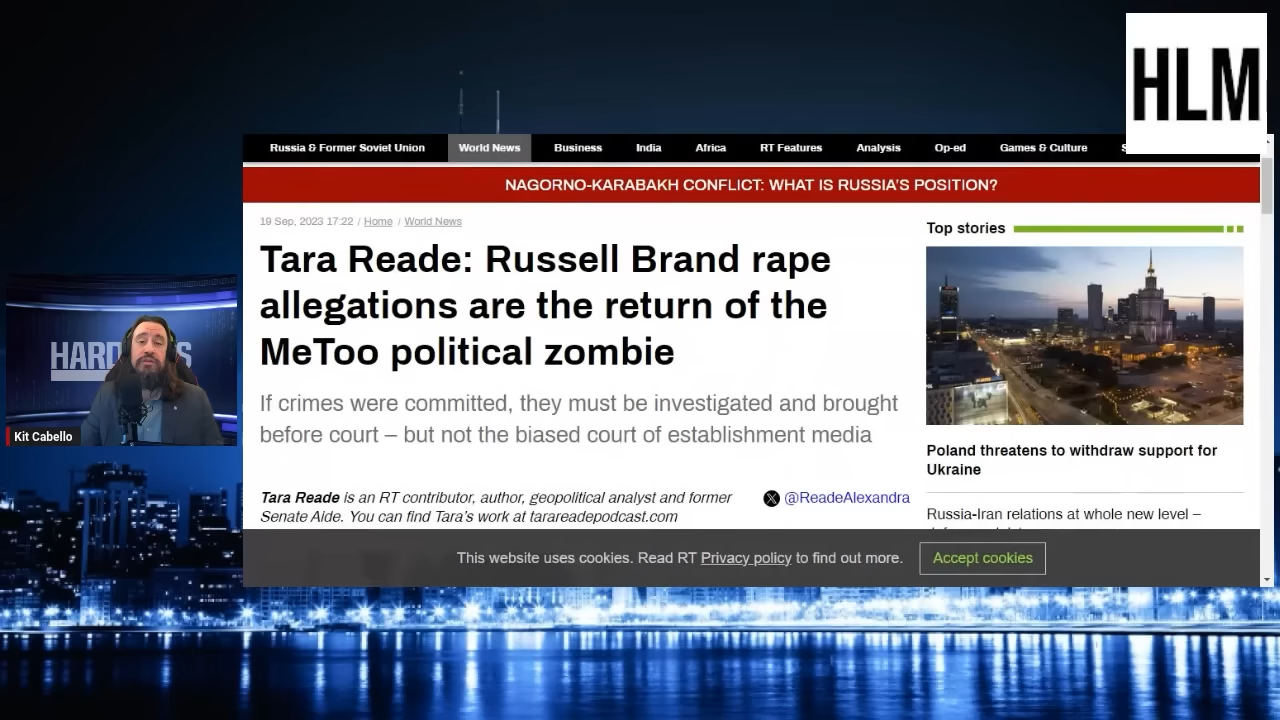 HLM
Russia & Former Soviet Union World News Business India Africa RT Features Analysis Op-ed Games & Culture
NAGORNO-KARABAKH CONFLICT: WHAT IS RUSSIA'S POSITION?
19 Sep, 2023 17:22 / Home / World News
Tara Reade: Russell Brand rape
allegations are the return of the
MeToo political zombie
If crimes were committed, they must be investigated and brought
before court – but not the biased court of establishment media
Tara Reade is an RT contributor, author, geopolitical analyst and former
Senate Aide. You can find Tara's work at tarareadepodcast.com
@ReadeAlexandra
Top stories
Poland threatens to withdraw support for
Ukraine
Russia-Iran relations at whole new level –
This website uses cookies. Read RT Privacy policy to find out more. Accept cookies
Kit Cabello